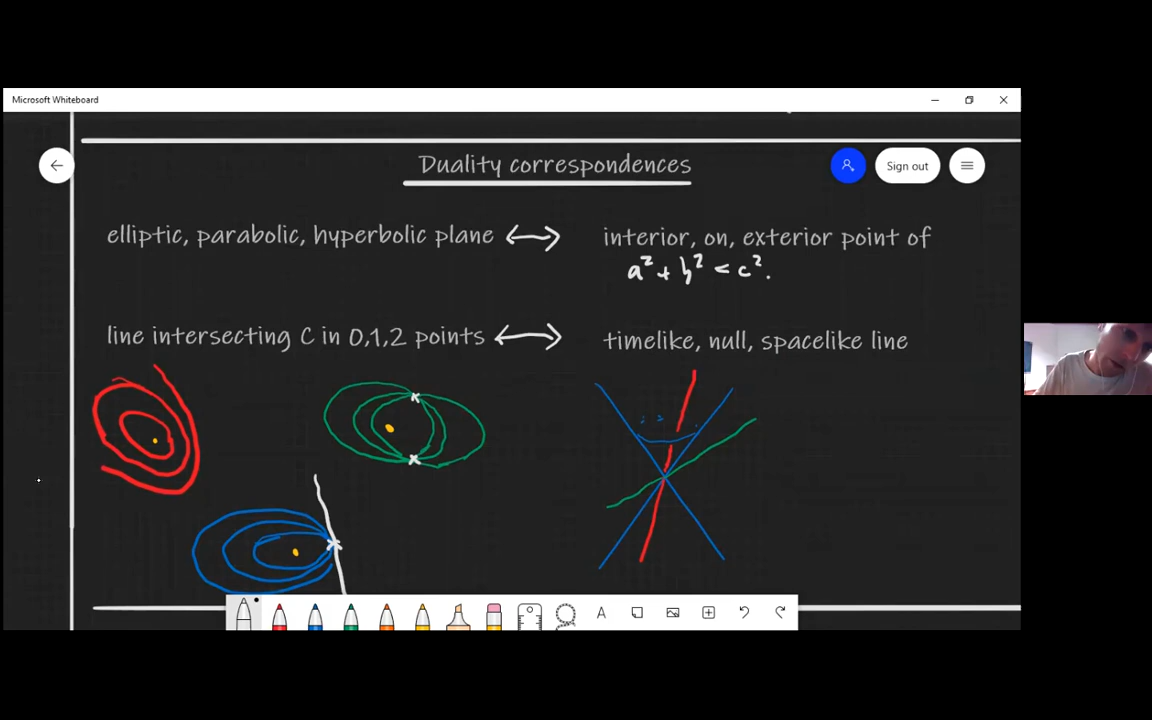 Microsoft Whiteboard
Duality correspondences
Sign out
elliptic, parabolic, hyperbolic plane ⟷ interior, on, exterior point of
a² + b² < c².
line intersecting C in 0,1,2 points ⟷ timelike, null, spacelike line
A